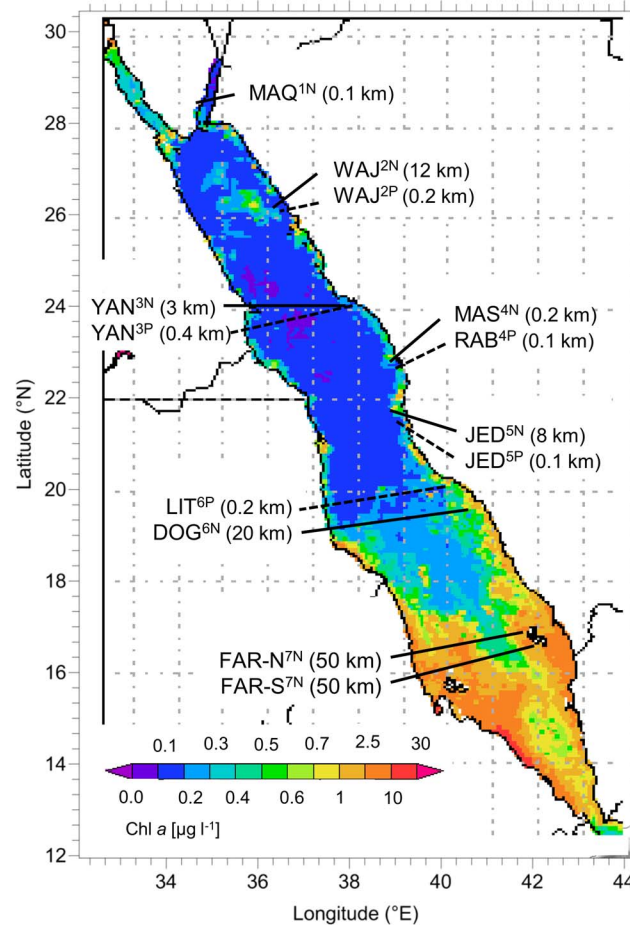 30
28
26
24
22
20
18
16
14
12
Latitude (°N)
MAQ1N (0.1 km)
WAJ2N (12 km)
WAJ2P (0.2 km)
YAN3N (3 km)
YAN3P (0.4 km)
MAS4N (0.2 km)
RAB4P (0.1 km)
JED5N (8 km)
JED5P (0.1 km)
LIT6P (0.2 km)
DOG6N (20 km)
FAR-N7N (50 km)
FAR-S7N (50 km)
0.1 0.3 0.5 0.7 2.5 30
0.0 0.2 0.4 0.6 1 10
Chl a [µg l-1]
34 36 38 40 42 44
Longitude (°E)